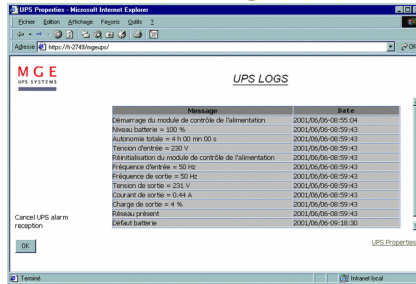 UPS Properties - Microsoft Internet Explorer
Fichier Edition Affichage Favoris Outils ?
Adresse https://h-2749/mgeups/ OK
MGE
UPS SYSTEMS
UPS LOGS
Message Date
Démarrage du module de contrôle de l'alimentation 2001/06/06-08:55:04
Niveau batterie = 100 % 2001/06/06-08:59:43
Autonomie totale = 4 h 00 mn 00 s 2001/06/06-08:59:43
Tension d'entrée = 230 V 2001/06/06-08:59:43
Réinitialisation du module de contrôle de l'alimentation 2001/06/06-08:59:43
Fréquence d'entrée = 50 Hz 2001/06/06-08:59:43
Fréquence de sortie = 50 Hz 2001/06/06-08:59:43
Tension de sortie = 231 V 2001/06/06-08:59:43
Courant de sortie = 0.44 A 2001/06/06-08:59:43
Charge de sortie = 4 % 2001/06/06-08:59:43
Réseau présent 2001/06/06-08:59:43
Défaut batterie 2001/06/06-09:18:30
Cancel UPS alarm
reception
OK
UPS Properties
Terminé Intranet local